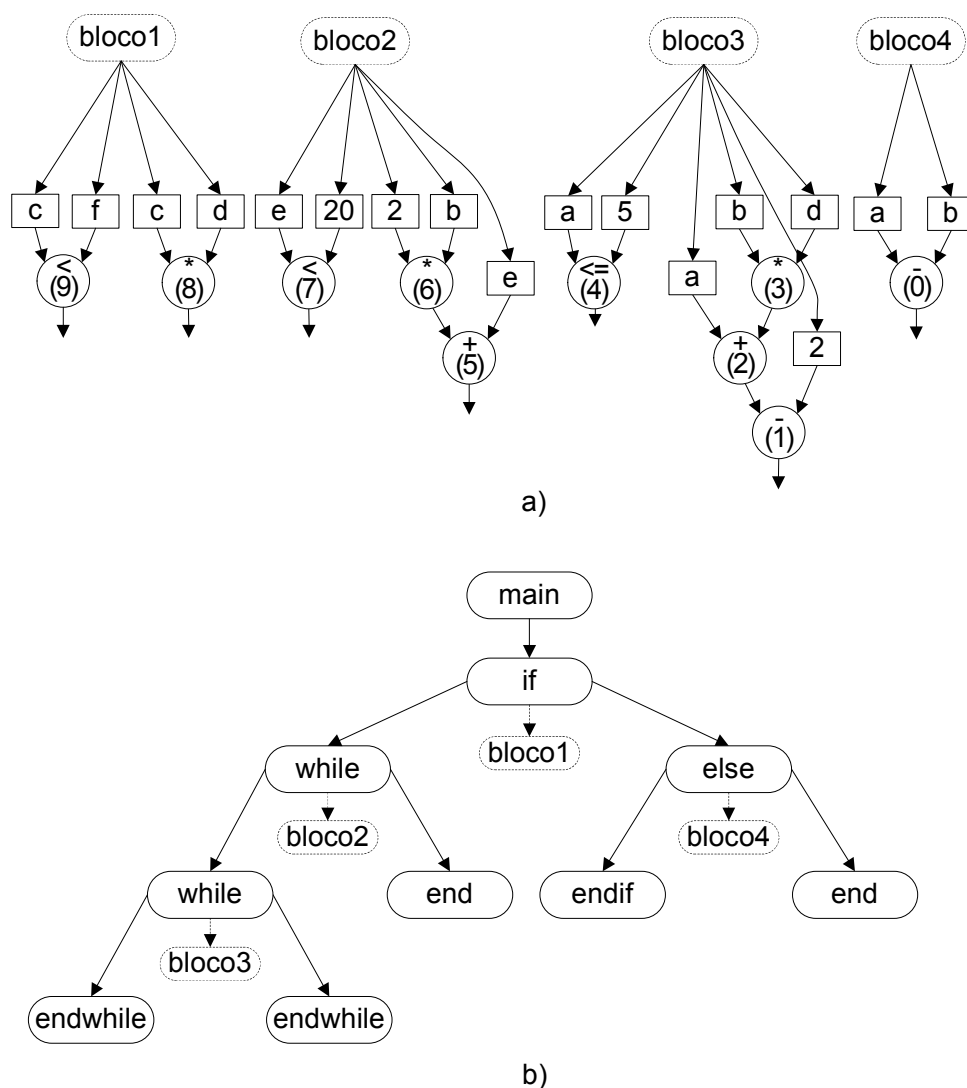 bloco1 bloco2 bloco3 bloco4
c f c d e 20 2 b a 5 b d a b
< * < * e <= a * -
(9) (8) (7) (6) (4) (3) (0)
+ + 2
(5) (2)
-
(1)
a)
main
if
bloco1
while else
bloco2 bloco4
while end endif end
bloco3
endwhile endwhile
b)